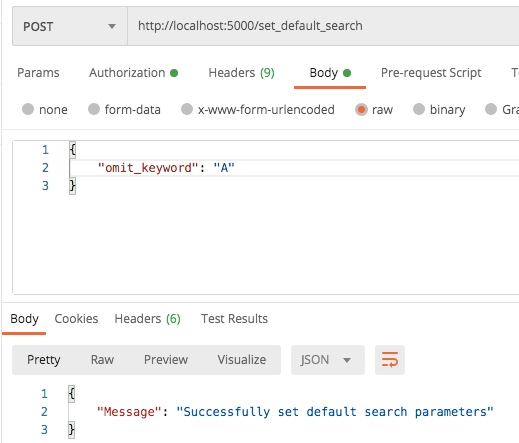 POST http://localhost:5000/set_default_search
Params Authorization Headers (9) Body Pre-request Script T
none form-data x-www-form-urlencoded raw binary Gra
1 {
2 "omit_keyword": "A"
3 }
Body Cookies Headers (6) Test Results
Pretty Raw Preview Visualize JSON
1 {
2 "Message": "Successfully set default search parameters"
3 }